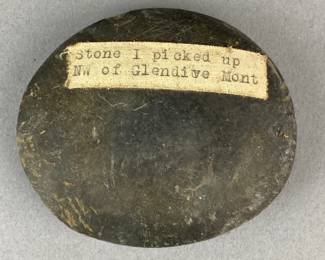 Stone I picked up
NW of Glendive Mont